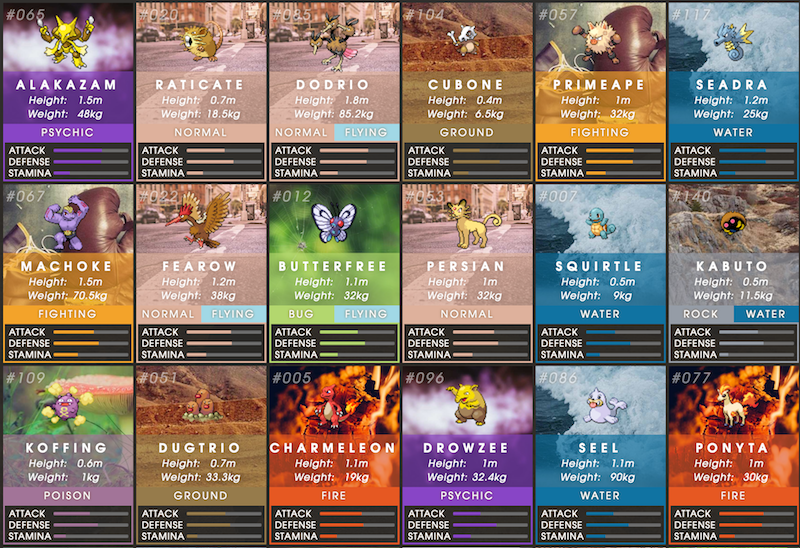 #065
ALAKAZAM
Height: 1.5m
Weight: 48kg
PSYCHIC
ATTACK
DEFENSE
STAMINA
#020
RATICATE
Height: 0.7m
Weight: 18.5kg
NORMAL
ATTACK
DEFENSE
STAMINA
#085
DODRIO
Height: 1.8m
Weight: 85.2kg
NORMAL FLYING
ATTACK
DEFENSE
STAMINA
#104
CUBONE
Height: 0.4m
Weight: 6.5kg
GROUND
ATTACK
DEFENSE
STAMINA
#057
PRIMEAPE
Height: 1m
Weight: 32kg
FIGHTING
ATTACK
DEFENSE
STAMINA
#117
SEADRA
Height: 1.2m
Weight: 25kg
WATER
ATTACK
DEFENSE
STAMINA
#067
MACHOKE
Height: 1.5m
Weight: 70.5kg
FIGHTING
ATTACK
DEFENSE
STAMINA
#022
FEAROW
Height: 1.2m
Weight: 38kg
NORMAL FLYING
ATTACK
DEFENSE
STAMINA
#012
BUTTERFREE
Height: 1.1m
Weight: 32kg
BUG FLYING
ATTACK
DEFENSE
STAMINA
#053
PERSIAN
Height: 1m
Weight: 32kg
NORMAL
ATTACK
DEFENSE
STAMINA
#007
SQUIRTLE
Height: 0.5m
Weight: 9kg
WATER
ATTACK
DEFENSE
STAMINA
#140
KABUTO
Height: 0.5m
Weight: 11.5kg
ROCK WATER
ATTACK
DEFENSE
STAMINA
#109
KOFFING
Height: 0.6m
Weight: 1kg
POISON
ATTACK
DEFENSE
STAMINA
#051
DUGTRIO
Height: 0.7m
Weight: 33.3kg
GROUND
ATTACK
DEFENSE
STAMINA
#005
CHARMELEON
Height: 1.1m
Weight: 19kg
FIRE
ATTACK
DEFENSE
STAMINA
#096
DROWZEE
Height: 1m
Weight: 32.4kg
PSYCHIC
ATTACK
DEFENSE
STAMINA
#086
SEEL
Height: 1.1m
Weight: 90kg
WATER
ATTACK
DEFENSE
STAMINA
#077
PONYTA
Height: 1m
Weight: 30kg
FIRE
ATTACK
DEFENSE
STAMINA